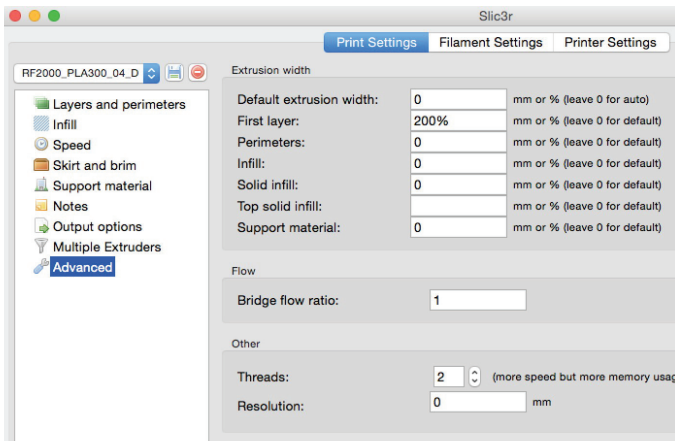 Slic3r
Print Settings Filament Settings Printer Settings
RF2000_PLA300_04_D
Layers and perimeters
Infill
Speed
Skirt and brim
Support material
Notes
Output options
Multiple Extruders
Advanced
Extrusion width
Default extrusion width: 0 mm or % (leave 0 for auto)
First layer: 200% mm or % (leave 0 for default)
Perimeters: 0 mm or % (leave 0 for default)
Infill: 0 mm or % (leave 0 for default)
Solid infill: 0 mm or % (leave 0 for default)
Top solid infill: mm or % (leave 0 for default)
Support material: 0 mm or % (leave 0 for default)
Flow
Bridge flow ratio: 1
Other
Threads: 2 (more speed but more memory usag
Resolution: 0 mm